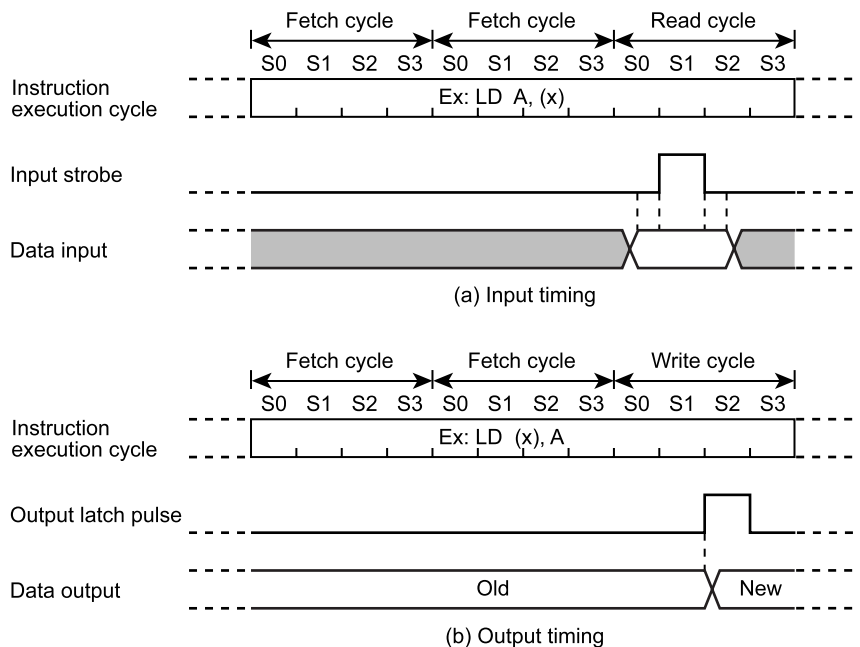 Fetch cycle Fetch cycle Read cycle
S0 S1 S2 S3 S0 S1 S2 S3 S0 S1 S2 S3
Instruction
execution cycle
Ex: LD A, (x)
Input strobe
Data input
(a) Input timing
Fetch cycle Fetch cycle Write cycle
S0 S1 S2 S3 S0 S1 S2 S3 S0 S1 S2 S3
Instruction
execution cycle
Ex: LD (x), A
Output latch pulse
Data output
Old New
(b) Output timing